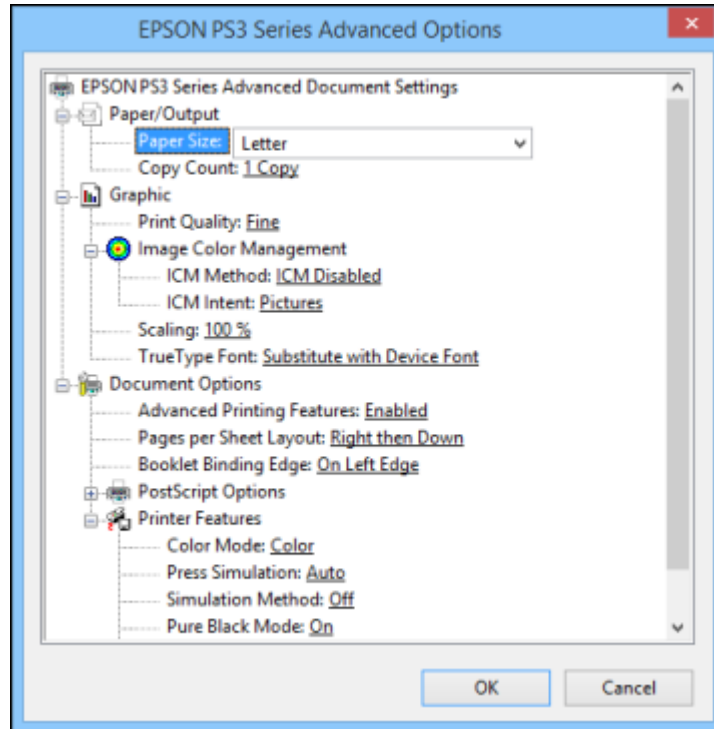 EPSON PS3 Series Advanced Options
EPSON PS3 Series Advanced Document Settings
Paper/Output
Paper Size: Letter
Copy Count: 1 Copy
Graphic
Print Quality: Fine
Image Color Management
ICM Method: ICM Disabled
ICM Intent: Pictures
Scaling: 100 %
TrueType Font: Substitute with Device Font
Document Options
Advanced Printing Features: Enabled
Pages per Sheet Layout: Right then Down
Booklet Binding Edge: On Left Edge
PostScript Options
Printer Features
Color Mode: Color
Press Simulation: Auto
Simulation Method: Off
Pure Black Mode: On
OK Cancel